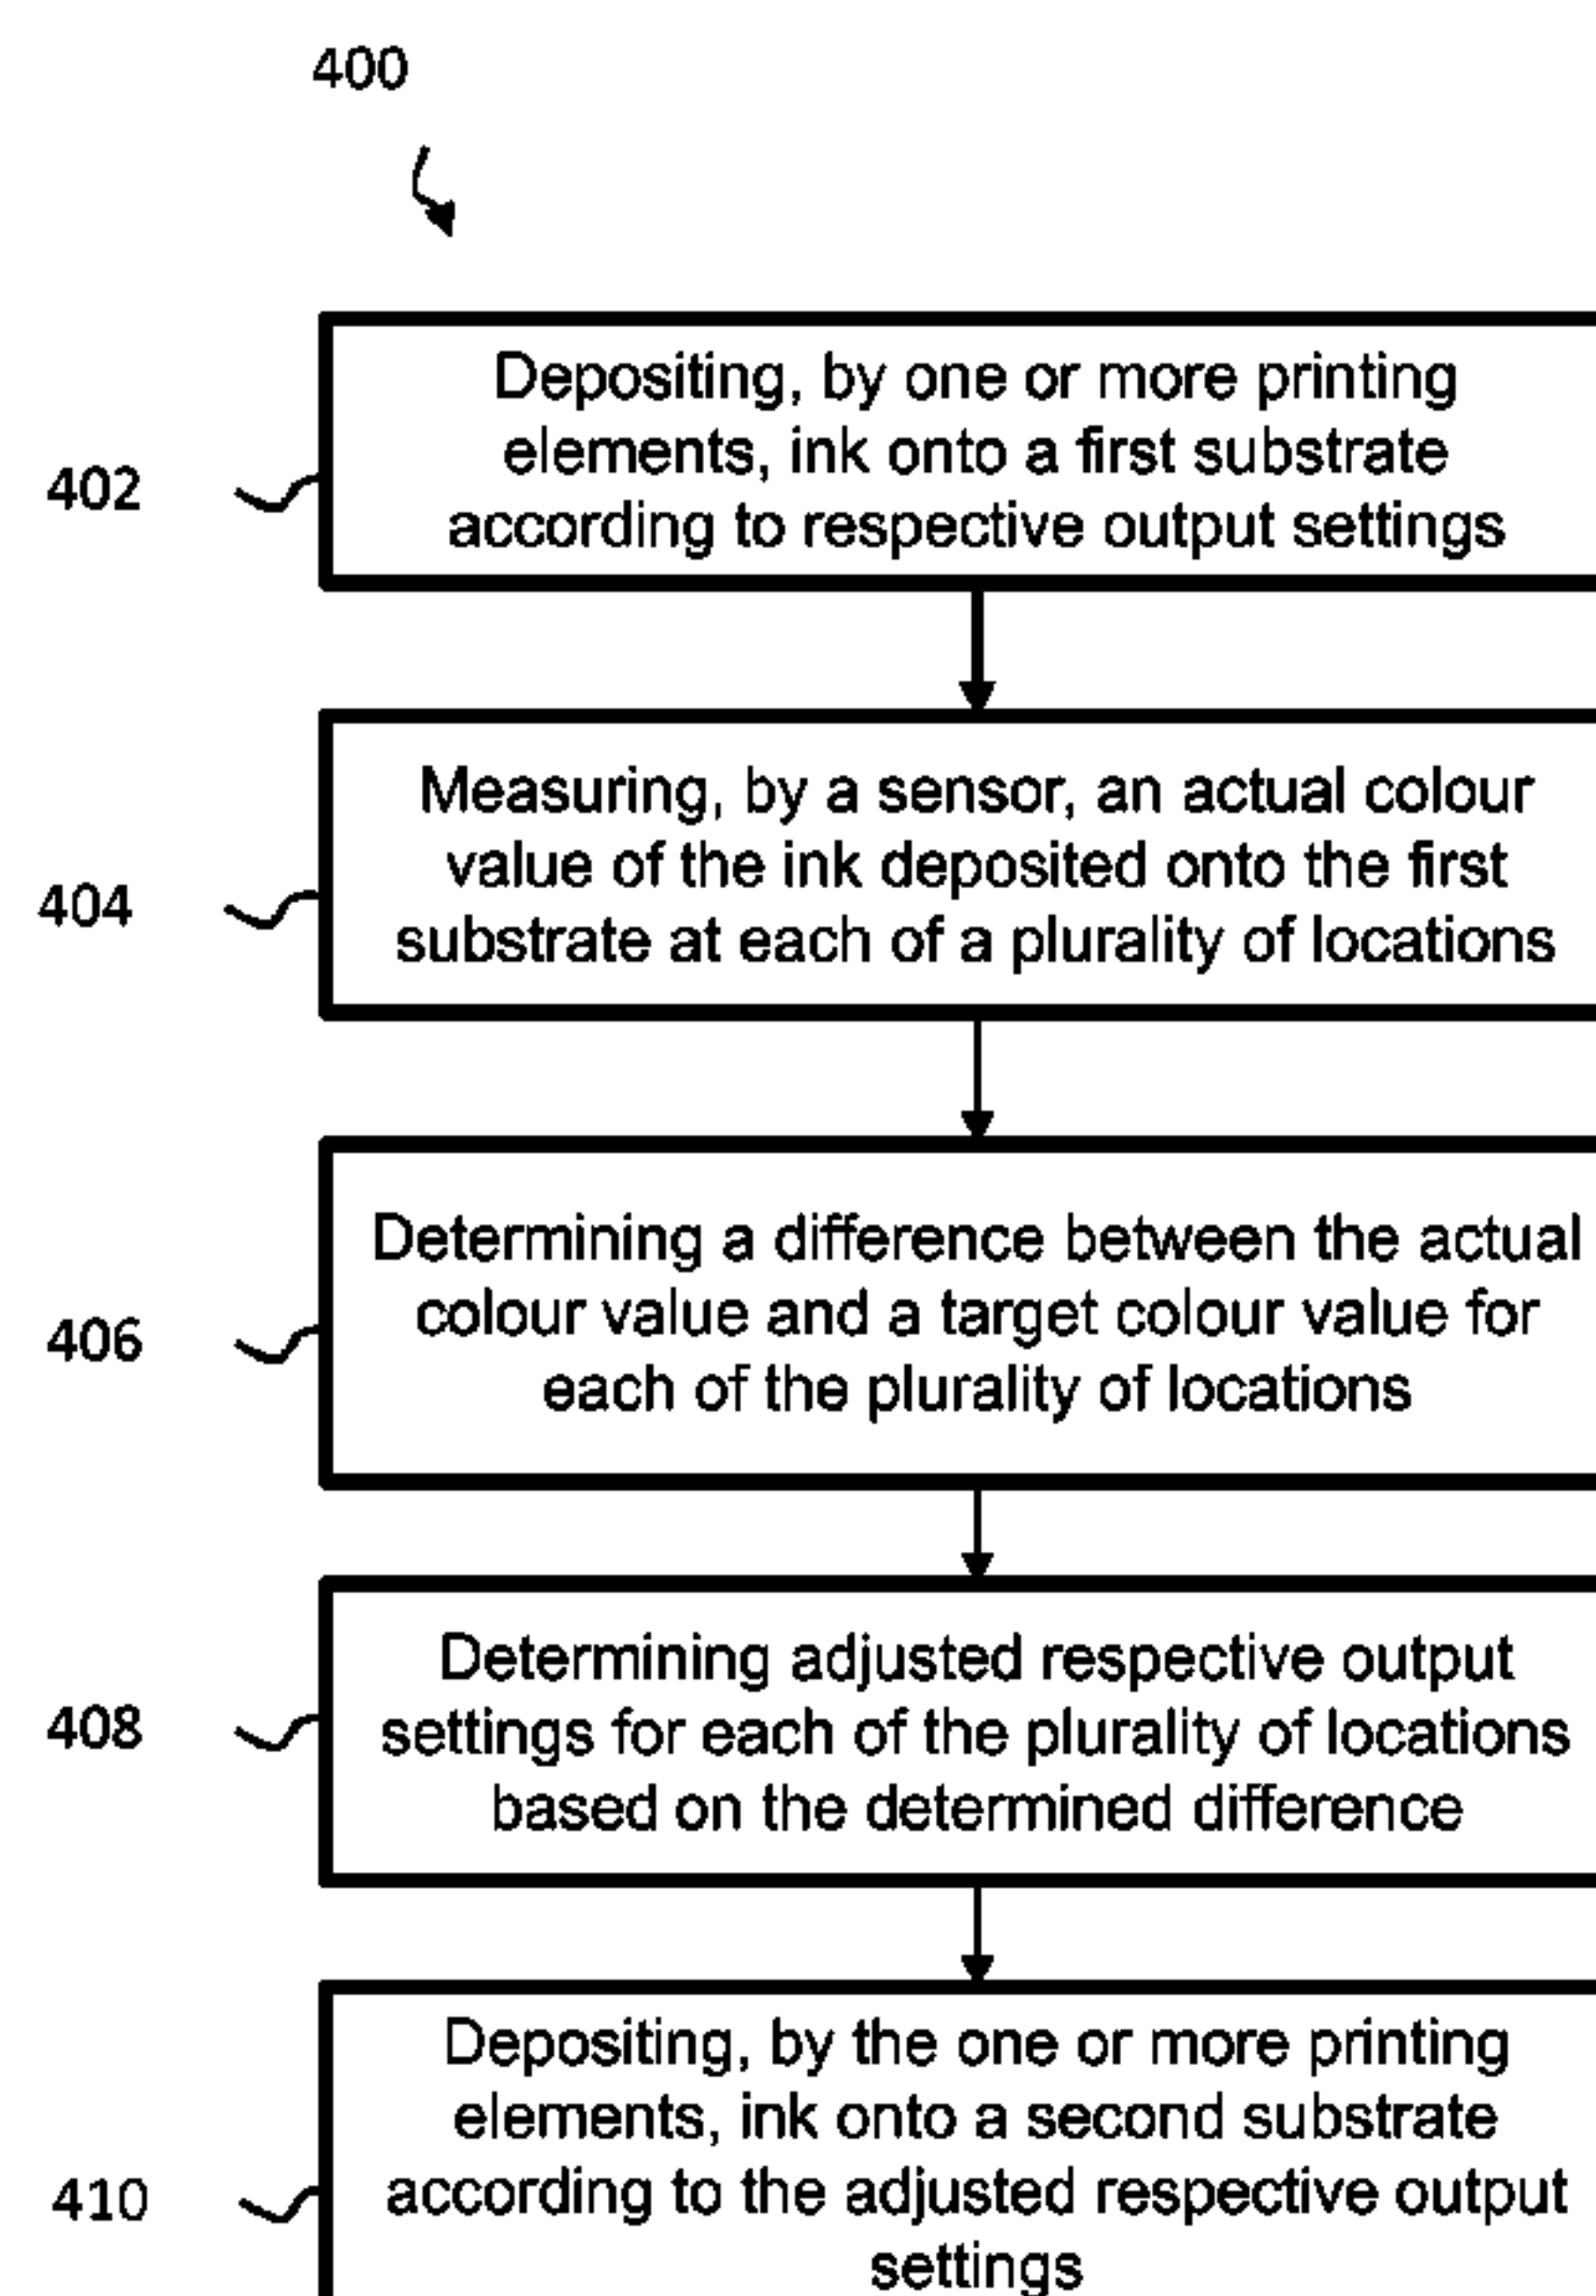 400
Depositing, by one or more printing
elements, ink onto a first substrate
according to respective output settings
402
Measuring, by a sensor, an actual colour
value of the ink deposited onto the first
substrate at each of a plurality of locations
404
Determining a difference between the actual
colour value and a target colour value for
each of the plurality of locations
406
Determining adjusted respective output
settings for each of the plurality of locations
based on the determined difference
408
Depositing, by the one or more printing
elements, ink onto a second substrate
according to the adjusted respective output
settings
410